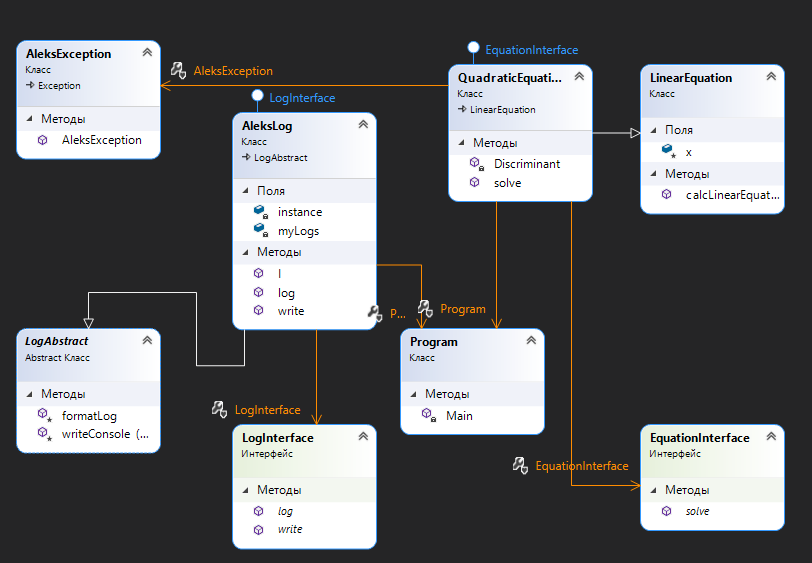 AleksException
Класс
Exception
Методы
AleksException
AleksException
LogInterface
AleksLog
Класс
LogAbstract
Поля
instance
myLogs
Методы
I
log
write
EquationInterface
QuadraticEquati...
Класс
LinearEquation
Методы
Discriminant
solve
LinearEquation
Класс
Поля
x
Методы
calcLinearEquat...
LogAbstract
Abstract Класс
Методы
formatLog
writeConsole (...
P...
Program
Program
Класс
Методы
Main
LogInterface
LogInterface
Интерфейс
Методы
log
write
EquationInterface
EquationInterface
Интерфейс
Методы
solve